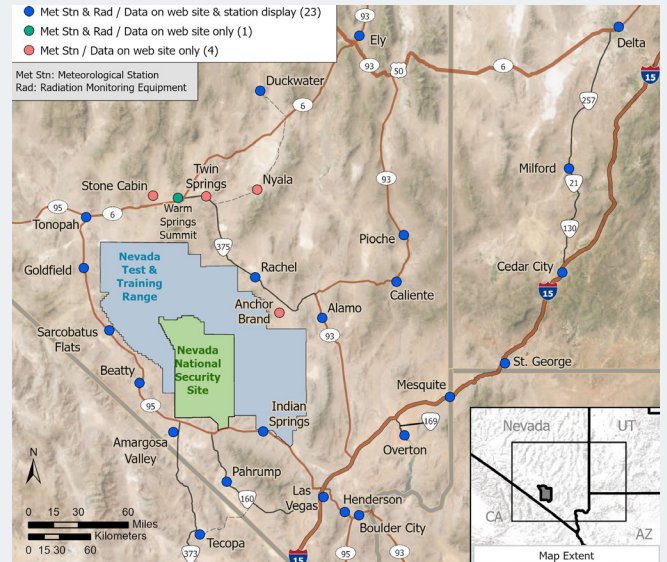 Met Stn & Rad / Data on web site & station display (23)
Met Stn & Rad / Data on web site only (1)
Met Stn / Data on web site only (4)
Met Stn: Meteorological Station
Rad: Radiation Monitoring Equipment
93
Ely
Delta
6
50
93
15
Duckwater
6
257
Milford
21
Stone Cabin
Twin
Springs
Nyala
93
95
6
Tonopah
Warm
Springs
Summit
130
375
Pioche
Nevada
Test &
Training
Range
Goldfield
Rachel
Cedar City
15
Caliente
Anchor
Brand
Alamo
93
Sarcobatus
Flats
Nevada
National
Security
Site
St. George
Beatty
Mesquite
95
Indian
Springs
169
Overton
Amargosa
Valley
Nevada
UT
CA
AZ
Map Extent
N
Pahrump
160
Las
Vegas
Henderson
Boulder City
0 15 30 60
Miles
Kilometers
0 15.30 60
Tecopa
373
15
95
93